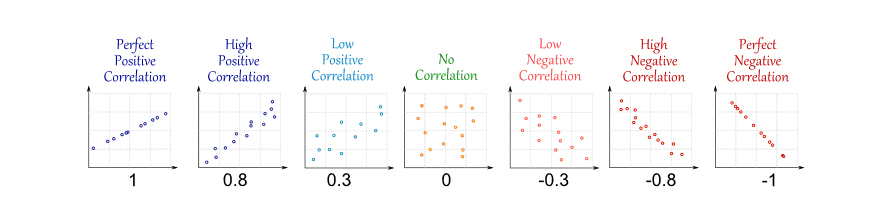 Perfect
Positive
Correlation
High
Positive
Correlation
Low
Positive
Correlation
No
Correlation
Low
Negative
Correlation
High
Negative
Correlation
Perfect
Negative
Correlation
1
0.8
0.3
0
-0.3
-0.8
-1